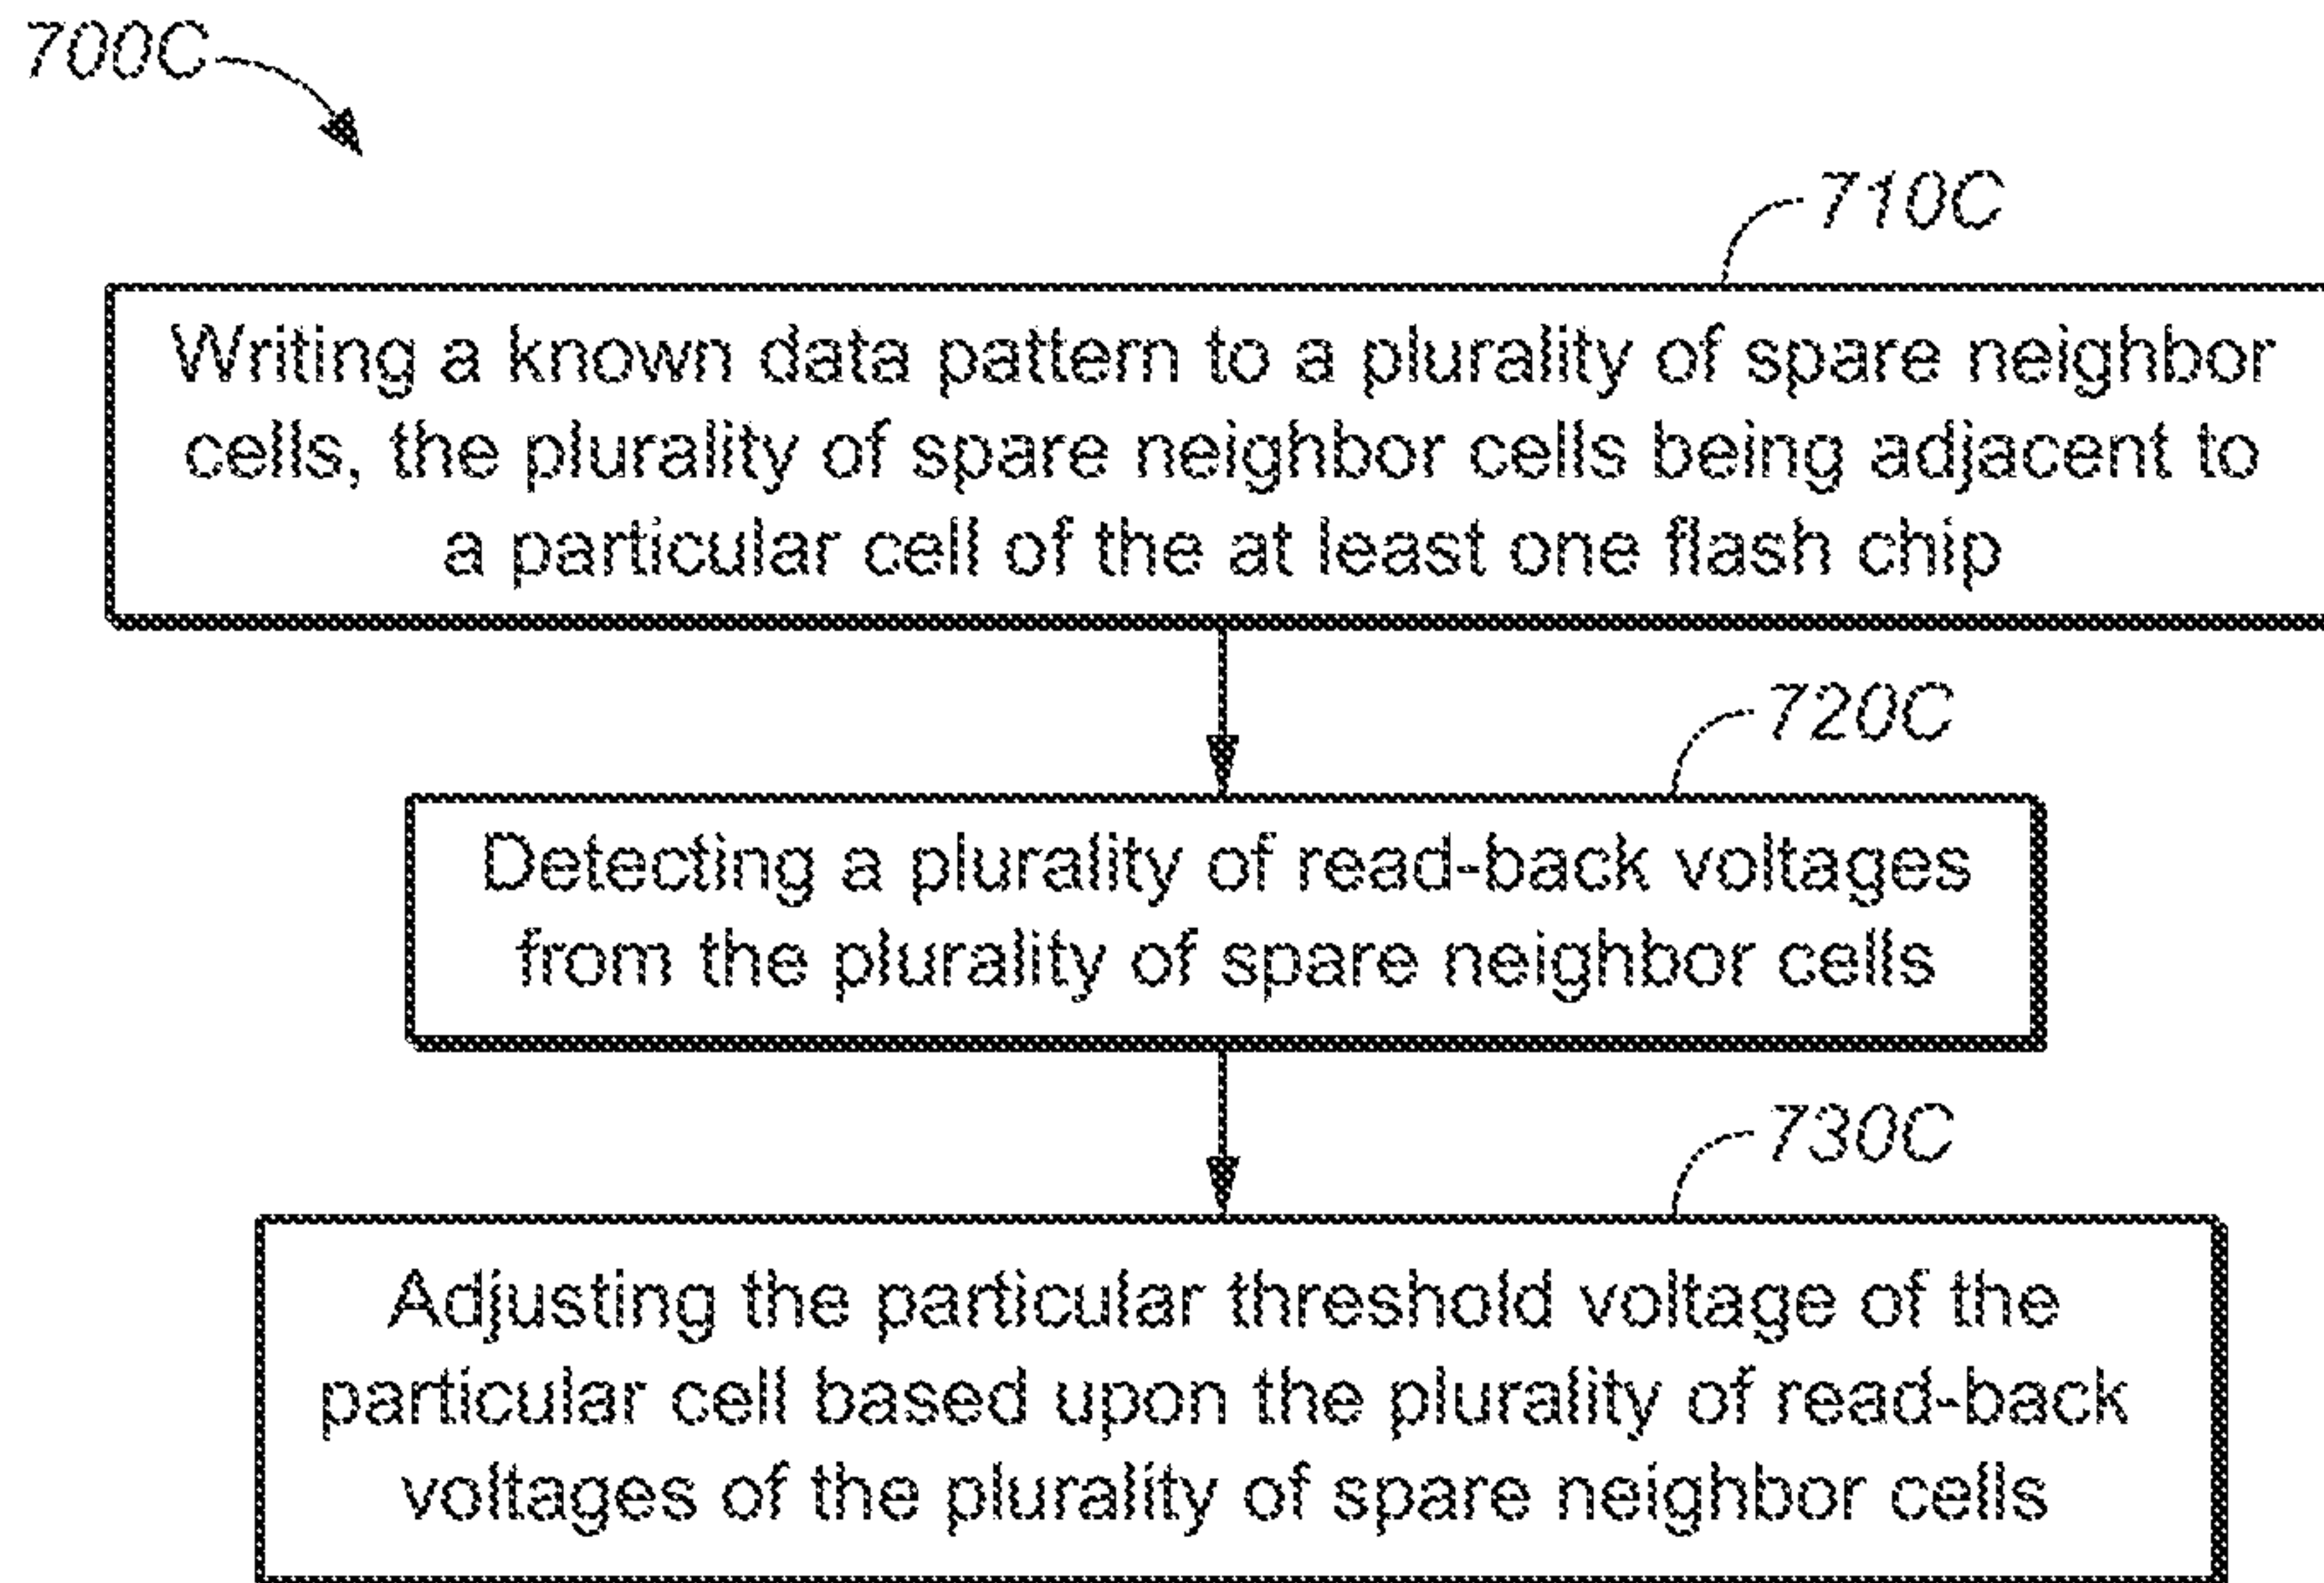 700C
710C
Writing a known data pattern to a plurality of spare neighbor
cells, the plurality of spare neighbor cells being adjacent to
a particular cell of the at least one flash chip
720C
Detecting a plurality of read-back voltages
from the plurality of spare neighbor cells
730C
Adjusting the particular threshold voltage of the
particular cell based upon the plurality of read-back
voltages of the plurality of spare neighbor cells